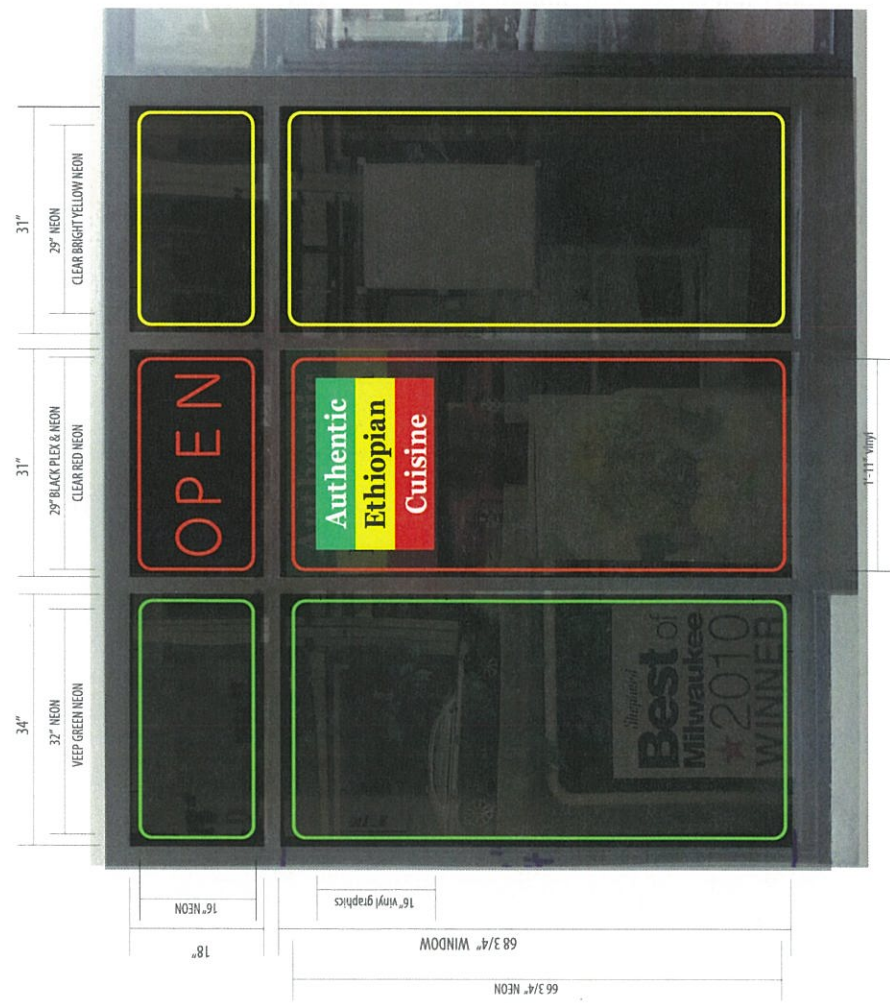 34"
32" NEON
VEEP GREEN NEON
31"
29" BLACK PLEX & NEON
CLEAR RED NEON
31"
29" NEON
CLEAR BRIGHT YELLOW NEON
18"
16" NEON
OPEN
68 3/4" WINDOW
66 3/4" NEON
16" vinyl graphics
Authentic
Ethiopian
Cuisine
Shepherd
Best of
Milwaukee
2010
WINNER
1'-11" Vinyl